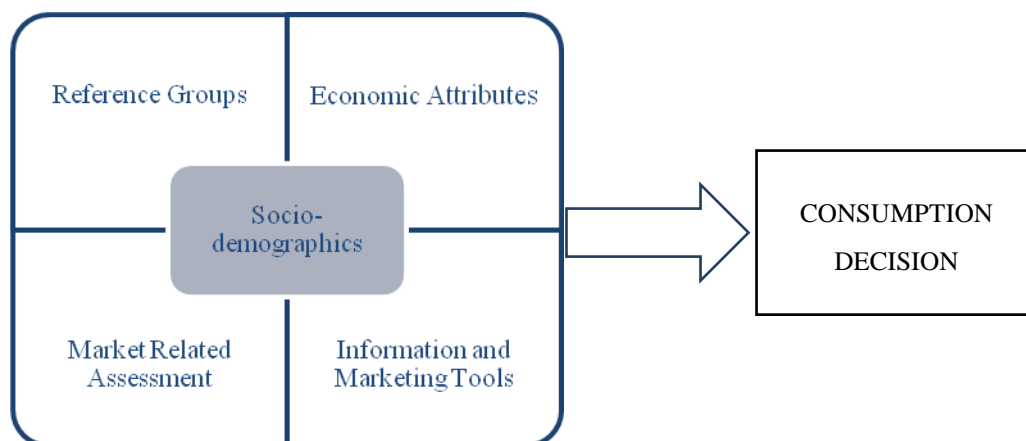 Reference Groups
Economic Attributes
Socio-
demographics
Market Related
Assessment
Information and
Marketing Tools
CONSUMPTION
DECISION